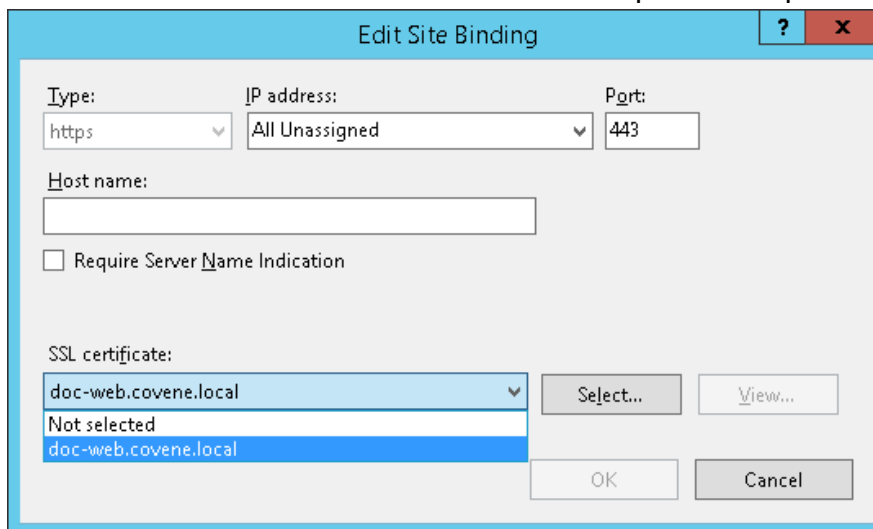 Edit Site Binding
? x
Type: IP address: Port:
https All Unassigned 443
Host name:
Require Server Name Indication
SSL certificate:
doc-web.covene.local Select... View...
Not selected
doc-web.covene.local
OK Cancel